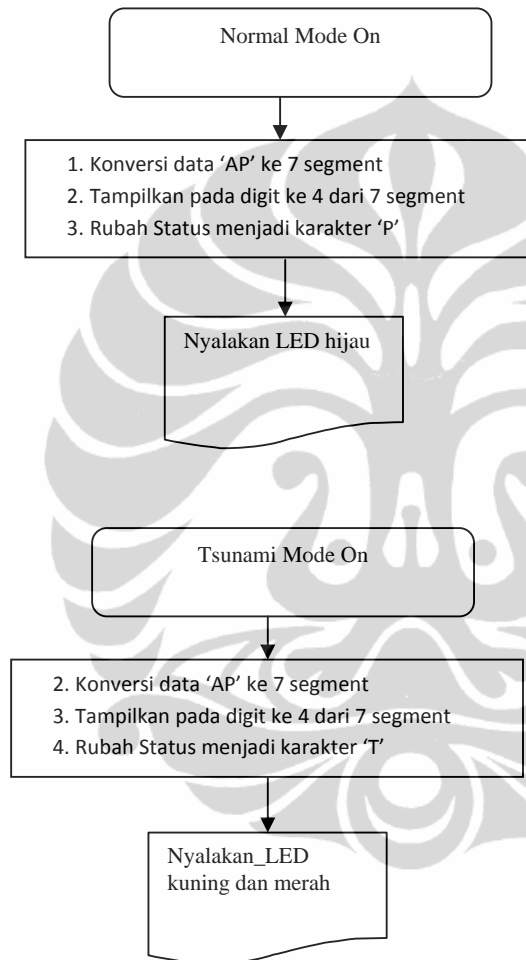 Normal Mode On
1. Konversi data ‘AP’ ke 7 segment
2. Tampilkan pada digit ke 4 dari 7 segment
3. Rubah Status menjadi karakter ‘P’
Nyalakan LED hijau
Tsunami Mode On
2. Konversi data ‘AP’ ke 7 segment
3. Tampilkan pada digit ke 4 dari 7 segment
4. Rubah Status menjadi karakter ‘T’
Nyalakan_LED
kuning dan merah